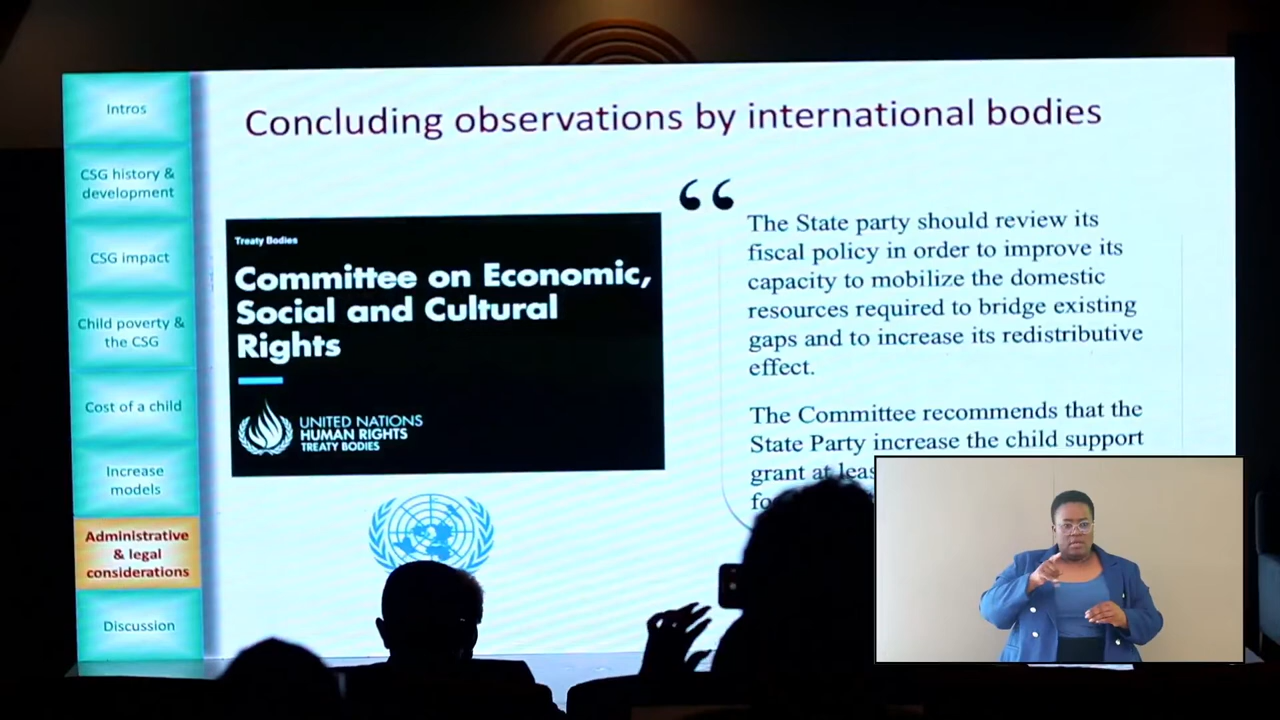 Intros
CSG history &
development
CSG impact
Child poverty &
the CSG
Cost of a child
Increase
models
Administrative
& legal
considerations
Discussion
Concluding observations by international bodies
Treaty Bodies
Committee on Economic,
Social and Cultural
Rights
UNITED NATIONS
HUMAN RIGHTS
TREATY BODIES
“
The State party should review its
fiscal policy in order to improve its
capacity to mobilize the domestic
resources required to bridge existing
gaps and to increase its redistributive
effect.
The Committee recommends that the
State Party increase the child support
grant at